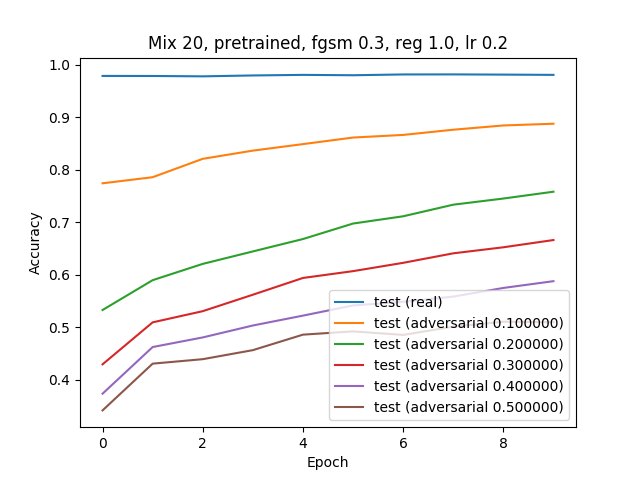 Mix 20, pretrained, fgsm 0.3, reg 1.0, lr 0.2
1.0
0.9
0.8
0.7
0.6
0.5
0.4
Accuracy
test (real)
test (adversarial 0.100000)
test (adversarial 0.200000)
test (adversarial 0.300000)
test (adversarial 0.400000)
test (adversarial 0.500000)
0 2 4 6 8
Epoch